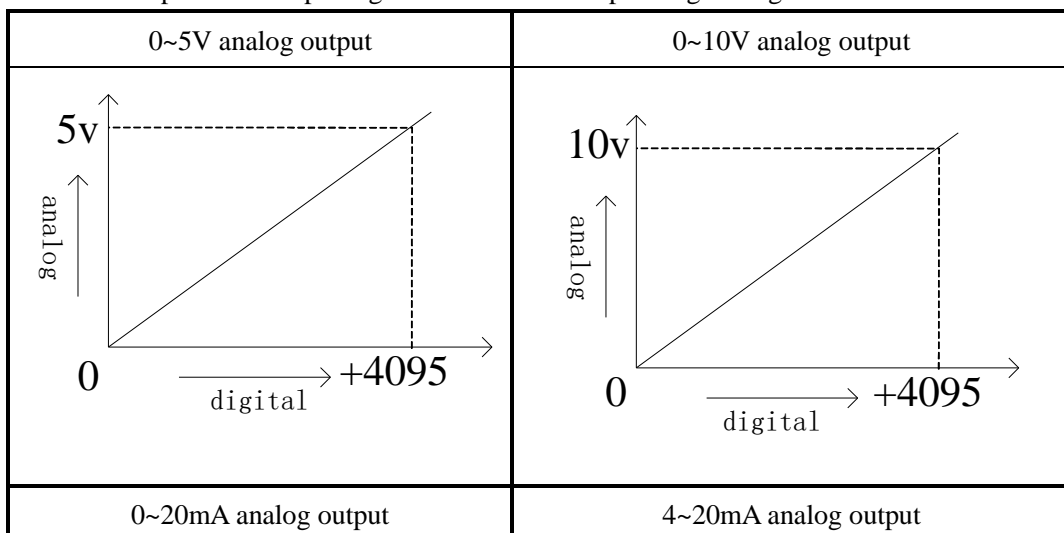 0~5V analog output
0~10V analog output
5v
analog
0
+4095
digital
10v
analog
0
+4095
digital
0~20mA analog output
4~20mA analog output